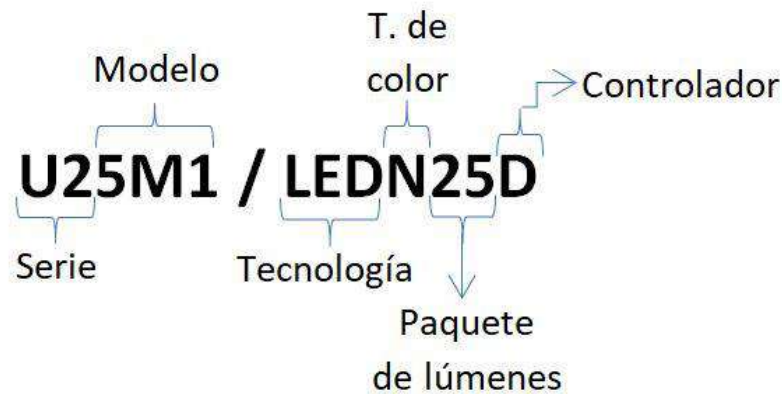 T. de
color
Modelo
Controlador
U25M1 / LEDN25D
Serie
Tecnología
Paquete
de lúmenes